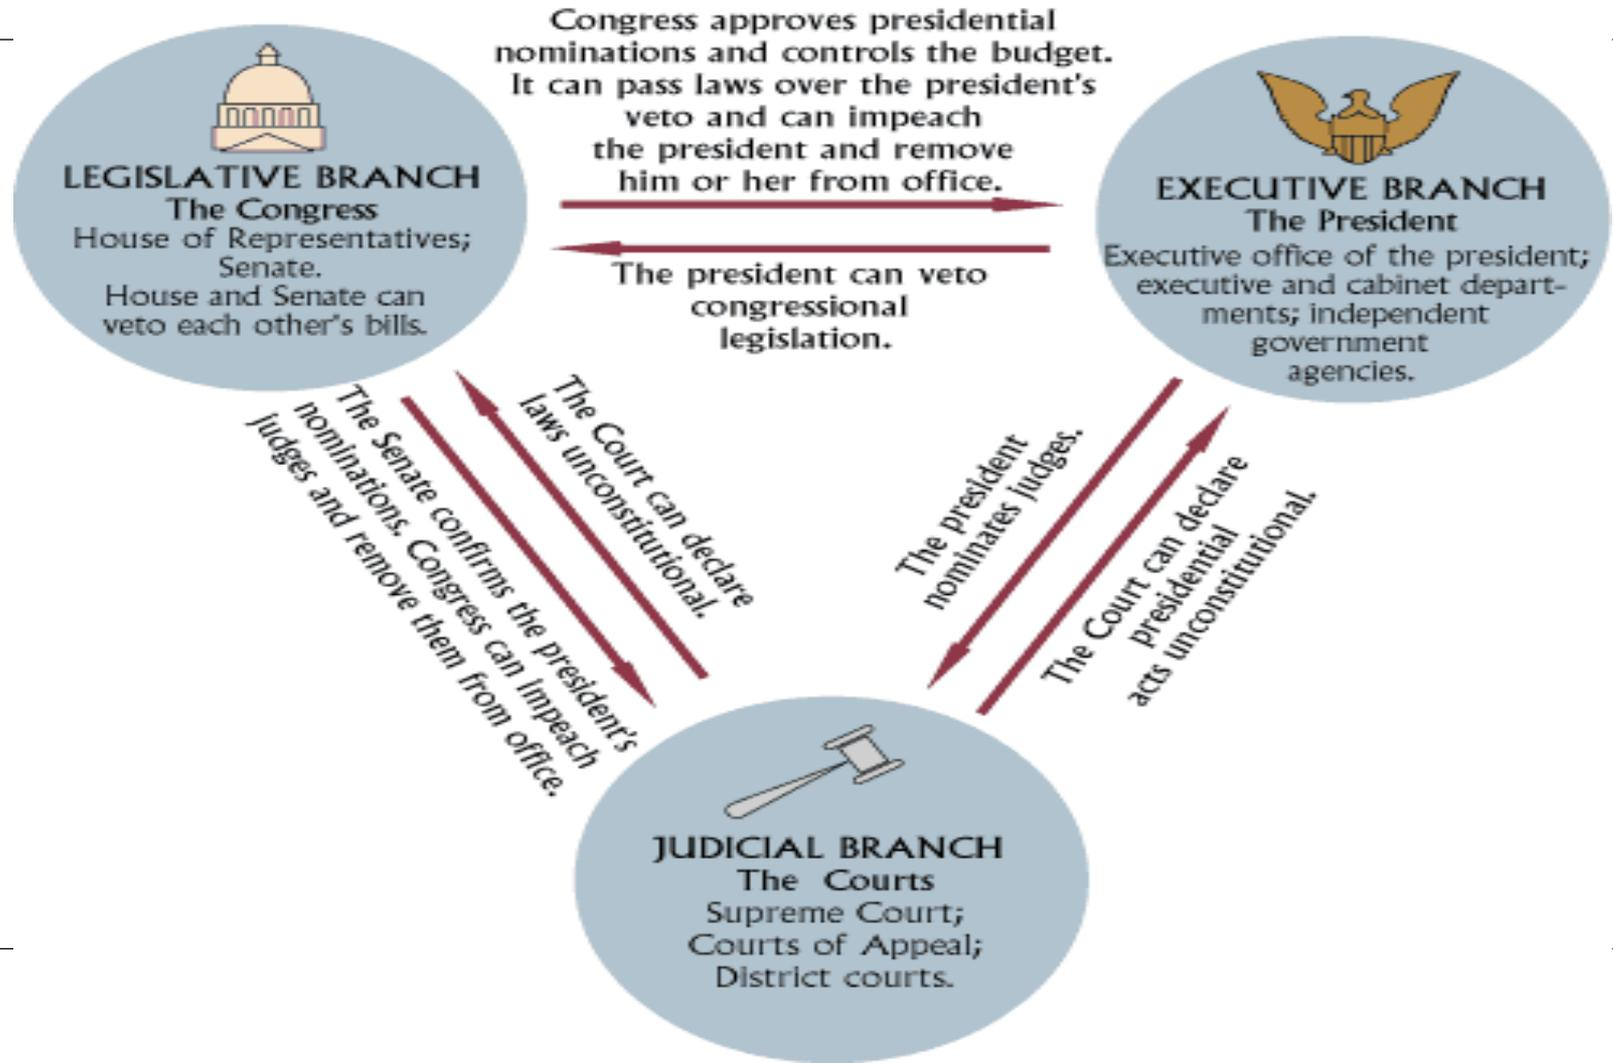 Congress approves presidential
nominations and controls the budget.
It can pass laws over the president's
veto and can impeach
the president and remove
him or her from office.
LEGISLATIVE BRANCH
The Congress
House of Representatives;
Senate.
House and Senate can
veto each other's bills.
EXECUTIVE BRANCH
The President
Executive office of the president;
executive and cabinet depart-
ments; independent
government
agencies.
The president can veto
congressional
legislation.
The Senate confirms the president's
nominations. Congress can impeach
judges and remove them from office.
The Court can declare
laws unconstitutional.
The president
nominates judges.
The Court can declare
presidential
acts unconstitutional.
JUDICIAL BRANCH
The Courts
Supreme Court;
Courts of Appeal;
District courts.